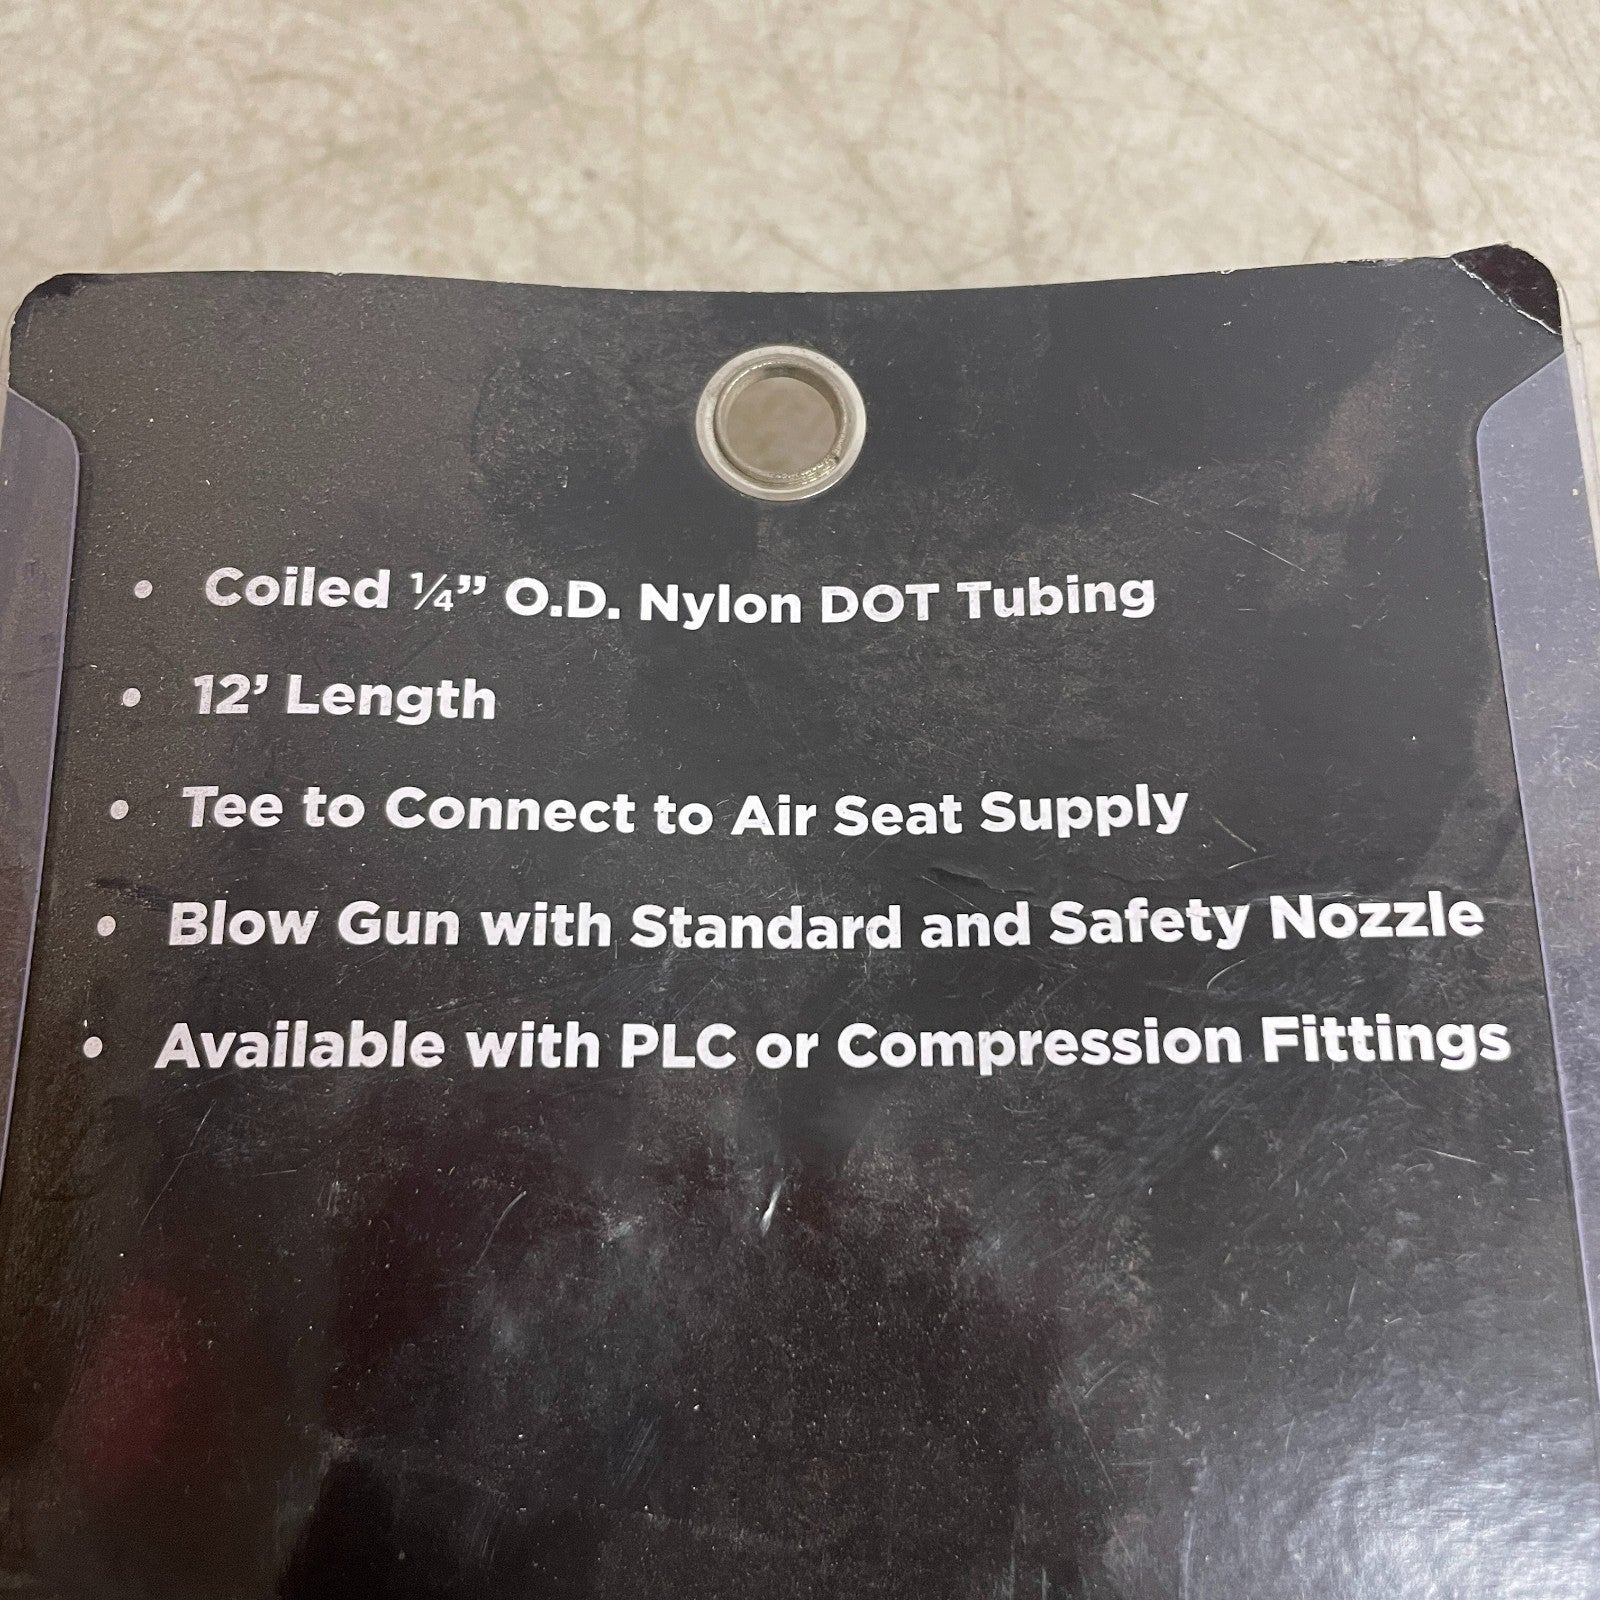 • Coiled ¼” O.D. Nylon DOT Tubing
• 12’ Length
• Tee to Connect to Air Seat Supply
• Blow Gun with Standard and Safety Nozzle
• Available with PLC or Compression Fittings